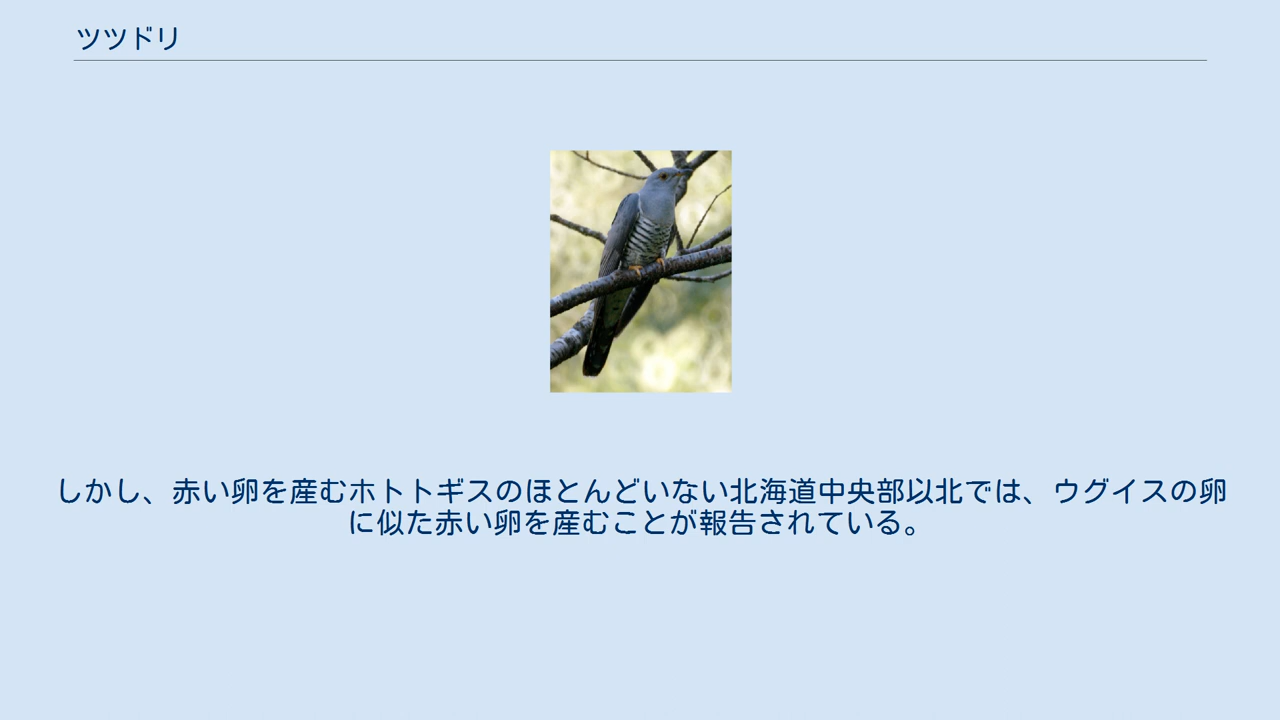 ツツドリ
しかし、赤い卵を産むホトトギスのほとんどいない北海道中央部以北では、ウグイスの卵
に似た赤い卵を産むことが報告されている。